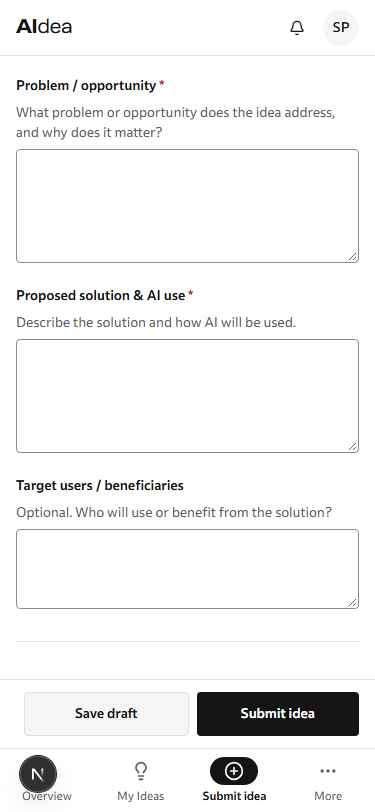 AIdea
SP
Problem / opportunity *
What problem or opportunity does the idea address,
and why does it matter?
Proposed solution & AI use *
Describe the solution and how AI will be used.
Target users / beneficiaries
Optional. Who will use or benefit from the solution?
Save draft
Submit idea
N
Overview
My Ideas
Submit idea
More